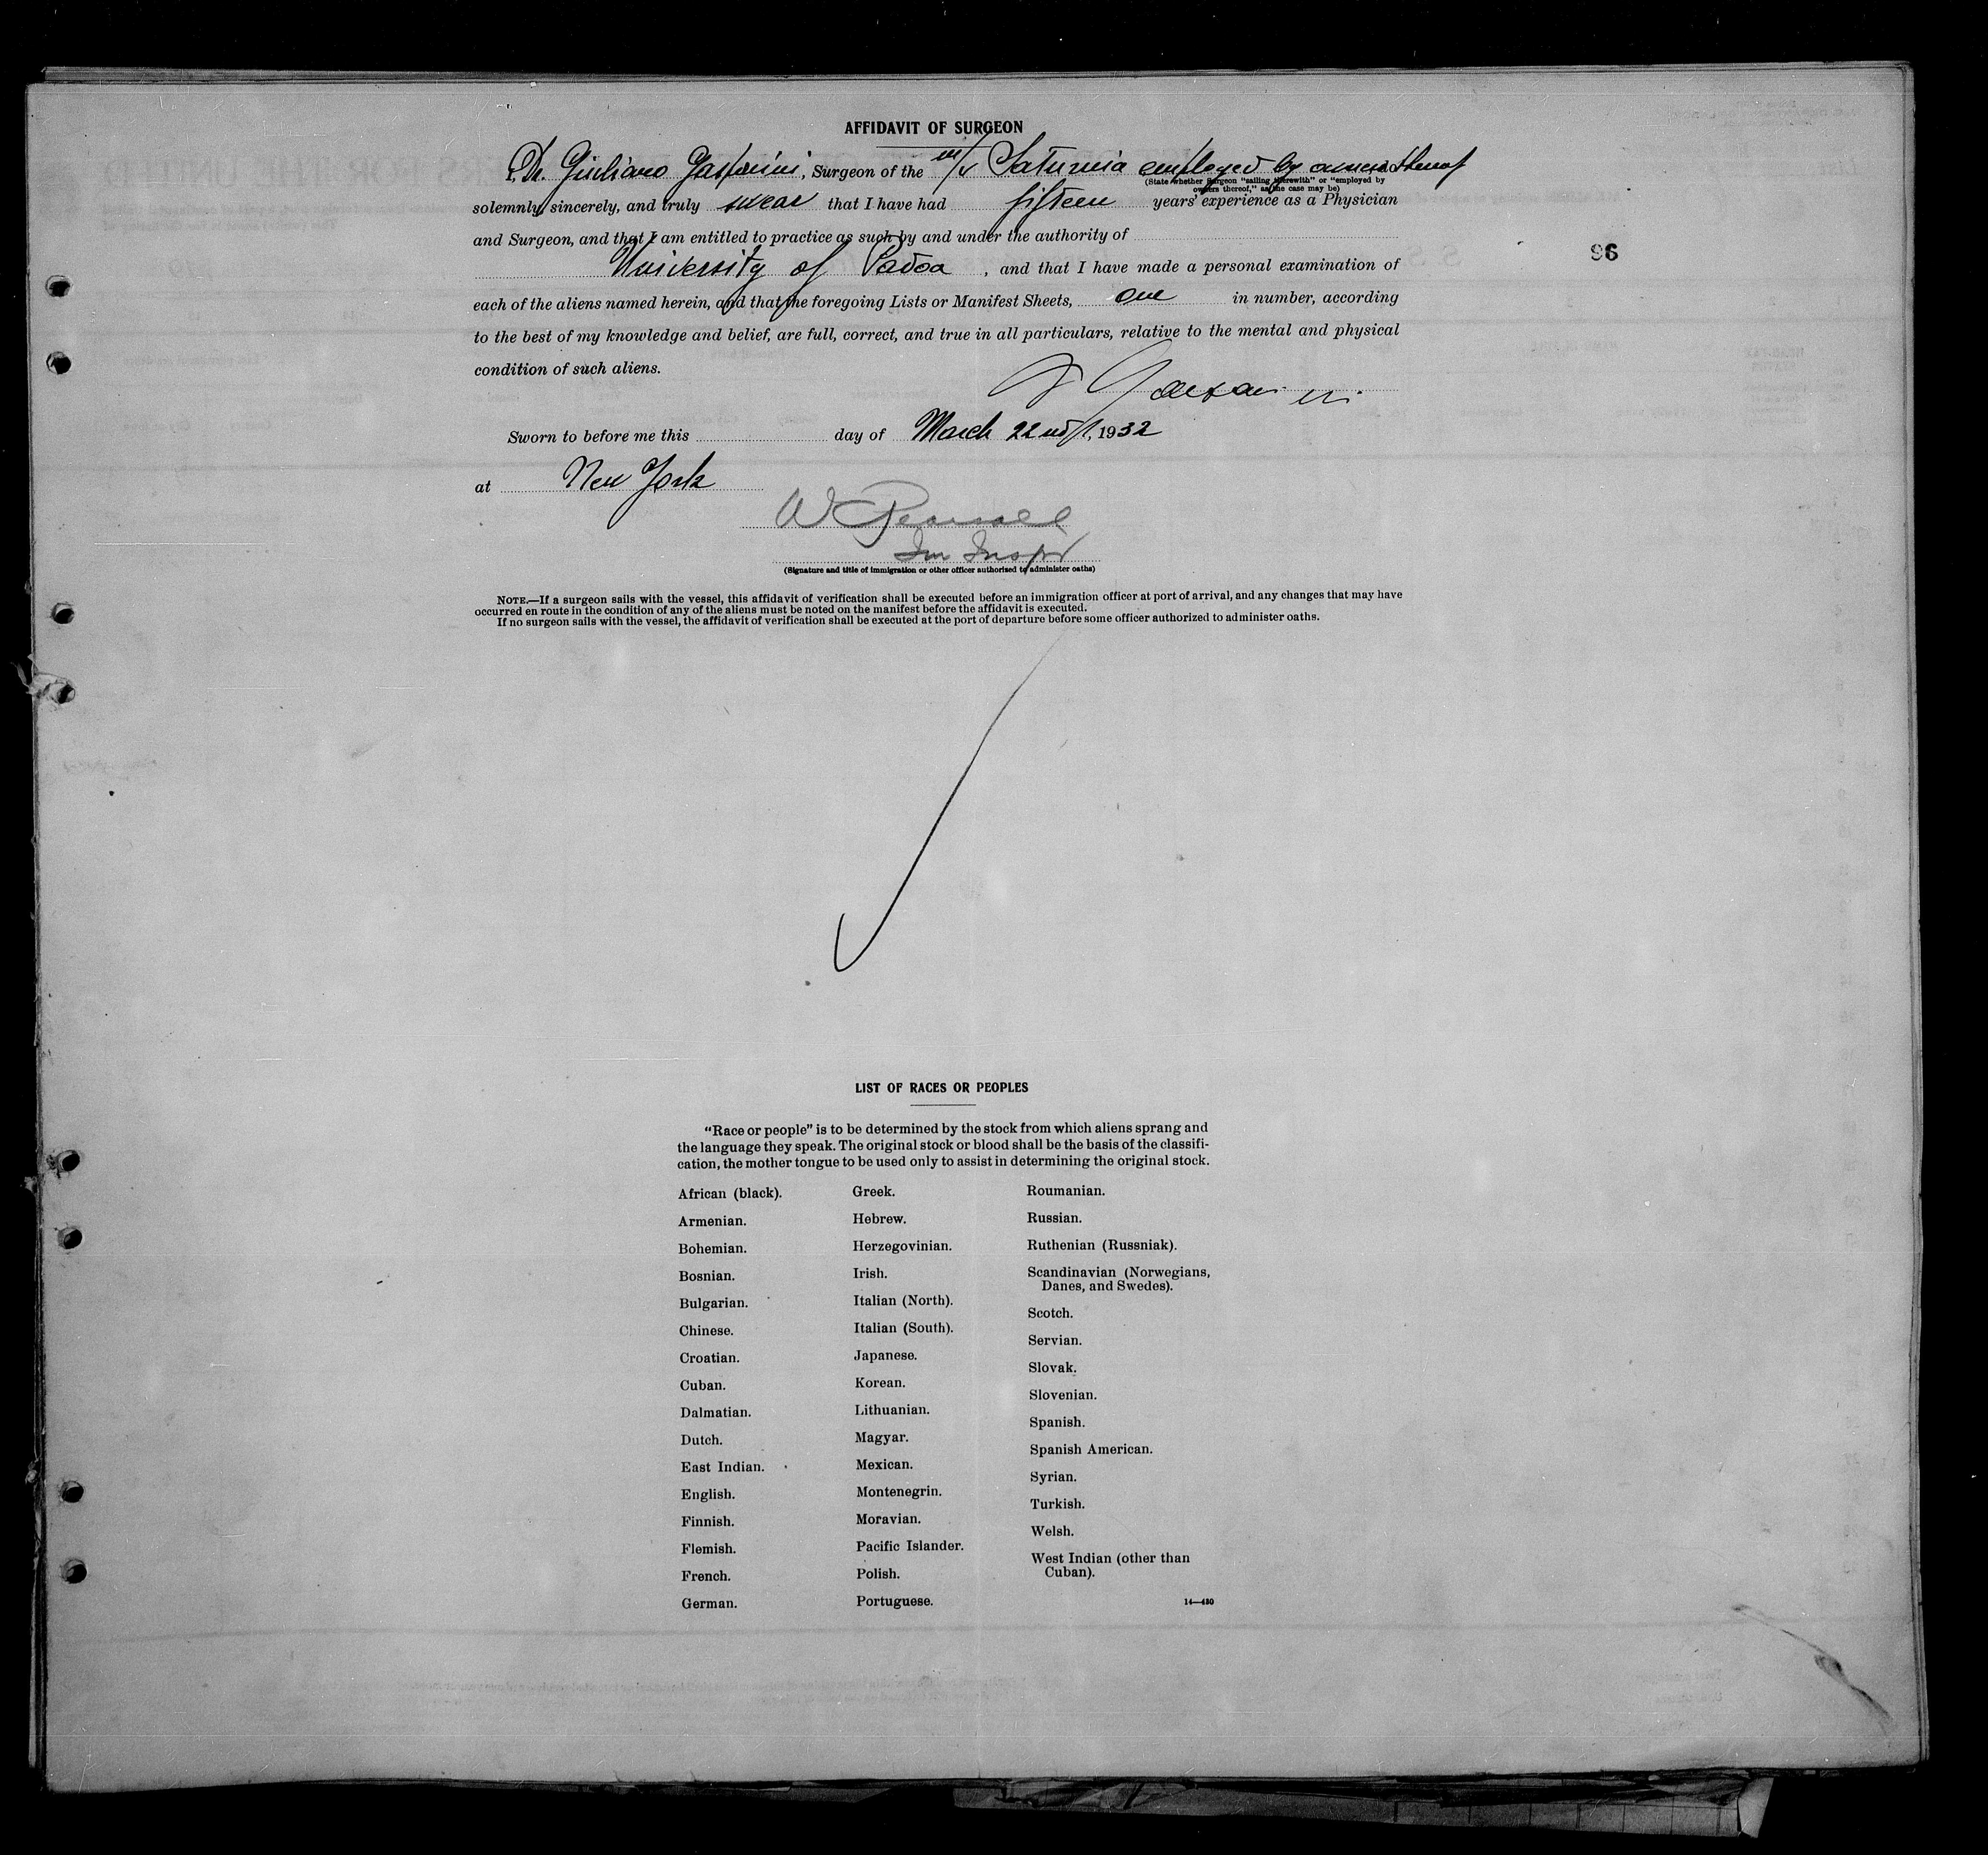 AFFIDAVIT OF SURGEON
I, Dr. Giuliano Gasparini, Surgeon of the m/v Saturnia employed by owners thereof
(State whether Surgeon "sailing therewith" or "employed by
owners thereof," as the case may be)
solemnly, sincerely, and truly swear that I have had fifteen years' experience as a Physician
and Surgeon, and that I am entitled to practice as such by and under the authority of
University of Padoa, and that I have made a personal examination of
96
each of the aliens named herein, and that the foregoing Lists or Manifest Sheets, one in number, according
to the best of my knowledge and belief, are full, correct, and true in all particulars, relative to the mental and physical
condition of such aliens.
G Gasparini
Sworn to before me this day of March 22nd, 1932
at New York
W Pearsall
Im Inspr
(Signature and title of immigration or other officer authorized to administer oaths)
NOTE.—If a surgeon sails with the vessel, this affidavit of verification shall be executed before an immigration officer at port of arrival, and any changes that may have
occurred en route in the condition of any of the aliens must be noted on the manifest before the affidavit is executed.
If no surgeon sails with the vessel, the affidavit of verification shall be executed at the port of departure before some officer authorized to administer oaths.
LIST OF RACES OR PEOPLES
"Race or people" is to be determined by the stock from which aliens sprang and
the language they speak. The original stock or blood shall be the basis of the classifi-
cation, the mother tongue to be used only to assist in determining the original stock.
African (black).
Armenian.
Bohemian.
Bosnian.
Bulgarian.
Chinese.
Croatian.
Cuban.
Dalmatian.
Dutch.
East Indian.
English.
Finnish.
Flemish.
French.
German.
Greek.
Hebrew.
Herzegovinian.
Irish.
Italian (North).
Italian (South).
Japanese.
Korean.
Lithuanian.
Magyar.
Mexican.
Montenegrin.
Moravian.
Pacific Islander.
Polish.
Portuguese.
Roumanian.
Russian.
Ruthenian (Russniak).
Scandinavian (Norwegians,
Danes, and Swedes).
Scotch.
Servian.
Slovak.
Slovenian.
Spanish.
Spanish American.
Syrian.
Turkish.
Welsh.
West Indian (other than
Cuban).
14—430